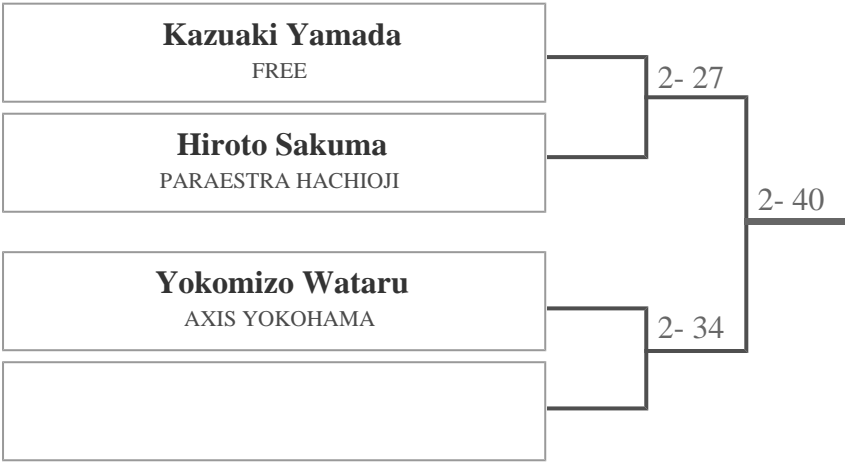 Kazuaki Yamada
FREE
2- 27
Hiroto Sakuma
PARAESTRA HACHIOJI
2- 40
Yokomizo Wataru
AXIS YOKOHAMA
2- 34